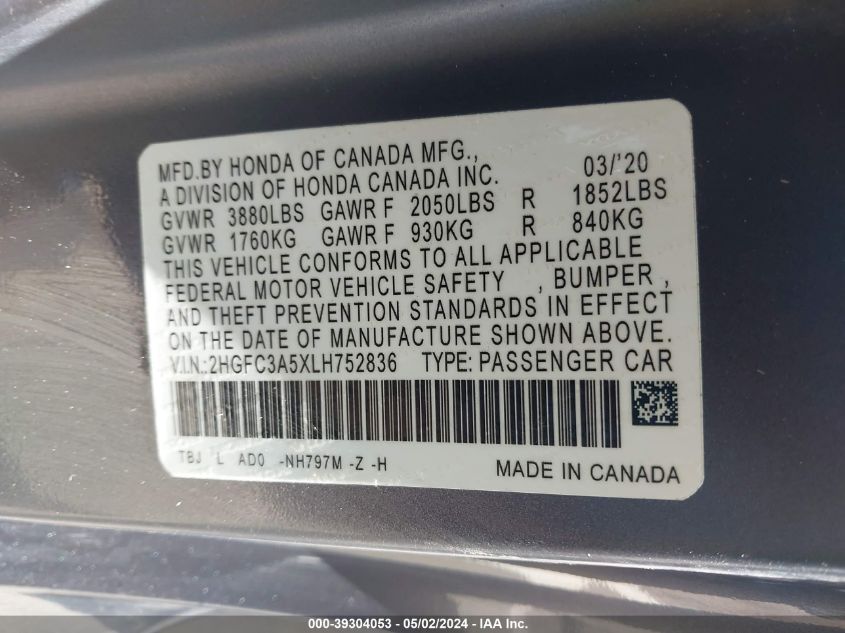 MFD.BY HONDA OF CANADA MFG., 03/'20
A DIVISION OF HONDA CANADA INC.
GVWR 3880LBS GAWR F 2050LBS R 1852LBS
GVWR 1760KG GAWR F 930KG R 840KG
THIS VEHICLE CONFORMS TO ALL APPLICABLE
FEDERAL MOTOR VEHICLE SAFETY , BUMPER ,
AND THEFT PREVENTION STANDARDS IN EFFECT
ON THE DATE OF MANUFACTURE SHOWN ABOVE.
V.I.N.:2HGFC3A5XLH752836 TYPE: PASSENGER CAR
TBJ L AD0 -NH797M -Z -H
MADE IN CANADA
000-39304053 - 05/02/2024 - IAA Inc.